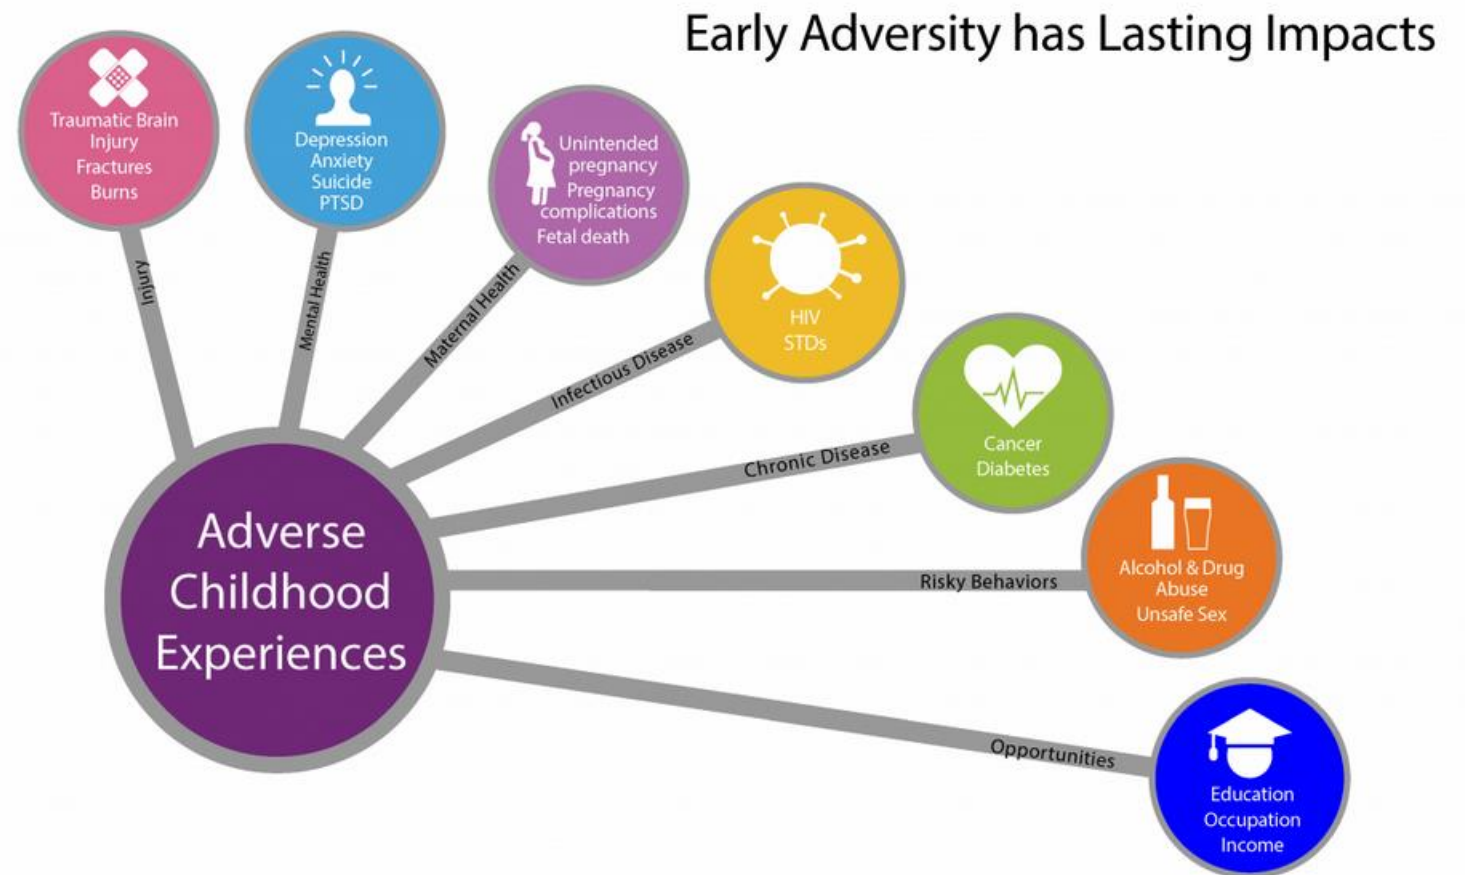 Early Adversity has Lasting Impacts
Traumatic Brain
Injury
Fractures
Burns
Injury
Depression
Anxiety
Suicide
PTSD
Mental Health
Unintended
pregnancy
Pregnancy
complications
Fetal death
Maternal Health
HIV
STDs
Infectious Disease
Cancer
Diabetes
Chronic Disease
Alcohol & Drug
Abuse
Unsafe Sex
Risky Behaviors
Education
Occupation
Income
Opportunities
Adverse
Childhood
Experiences